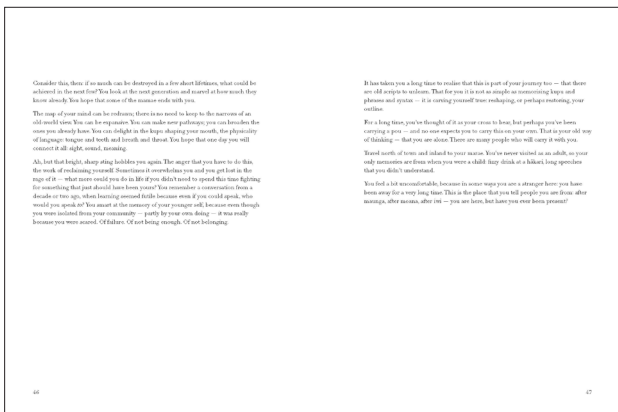 Consider this, then: if so much can be destroyed in a few short lifetimes, what could be
achieved in the next few? You look at the next generation and marvel at how much they
know already. You hope that some of the mamae ends with you.
The map of your mind can be redrawn; there is no need to keep to the narrows of an
old-world view. You can be expansive. You can make new pathways, you can broaden the
ones you already have. You can delight in the kupu shaping your mouth, the physicality
of language: tongue and teeth and breath and throat. You hope that one day you will
connect it all: sight, sound, meaning.
Ah, but that bright, sharp sting hobbles you again. The anger that you have to do this,
the work of reclaiming yourself. Sometimes it overwhelms you and you get lost in the
rage of it — what more could you do in life if you didn't need to spend this time fighting
for something that just should have been yours? You remember a conversation from a
decade or two ago, when learning seemed futile because even if you could speak, who
would you speak to? You smart at the memory of your younger self, because even though
you were isolated from your community — partly by your own doing — it was really
because you were scared. Of failure. Of not being enough. Of not belonging.
46
It has taken you a long time to realise that this is part of your journey too — that there
are old scripts to unlearn. That for you it is not as simple as memorising kupu and
phrases and syntax — it is carving yourself true; reshaping, or perhaps restoring, your
outline.
For a long time, you've thought of it as your cross to bear, but perhaps you've been
carrying a pou — and no one expects you to carry this on your own. That is your old way
of thinking — that you are alone. There are many people who will carry it with you.
Travel north of town and inland to your marae. You've never visited as an adult, so your
only memories are from when you were a child: fizzy drink at a hākari, long speeches
that you didn't understand.
You feel a bit uncomfortable, because in some ways you are a stranger here: you have
been away for a very long time. This is the place that you tell people you are from: after
maunga, after moana, after iwi — you are here, but have you ever been present?
47